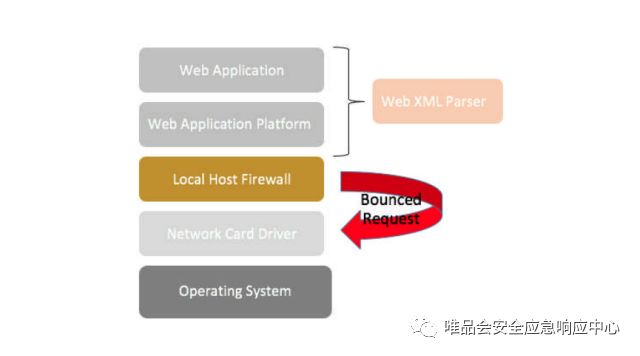 Web Application
Web XML Parser
Web Application Platform
Local Host Firewall
Bounced
Request
Network Card Driver
Operating System
唯品会安全应急响应中心